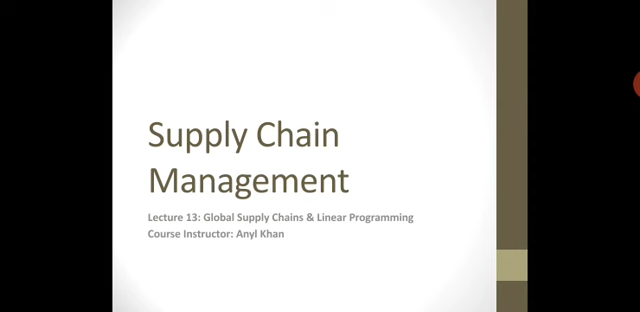 Supply Chain
Management
Lecture 13: Global Supply Chains & Linear Programming
Course Instructor: Anyl Khan